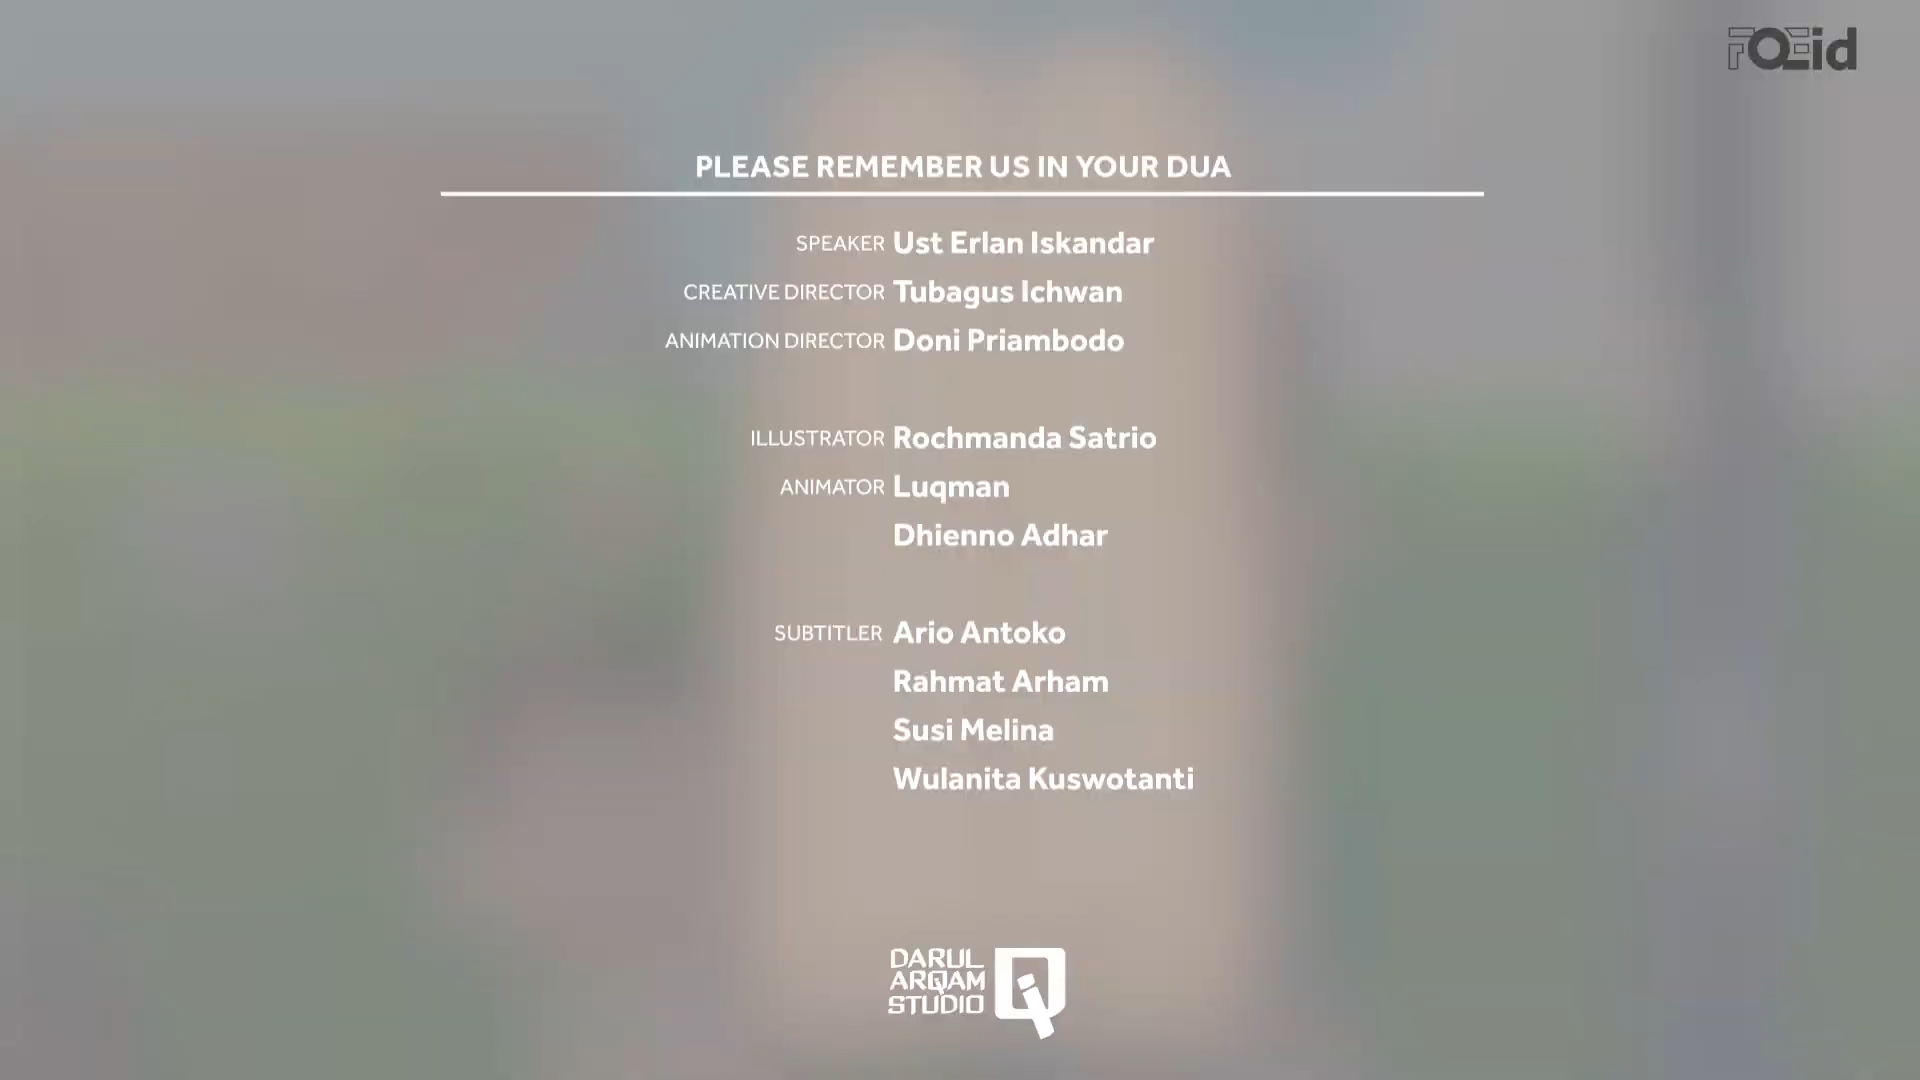 FQEid
PLEASE REMEMBER US IN YOUR DUA
SPEAKER Ust Erlan Iskandar
CREATIVE DIRECTOR Tubagus Ichwan
ANIMATION DIRECTOR Doni Priambodo
ILLUSTRATOR Rochmanda Satrio
ANIMATOR Luqman
Dhienno Adhar
SUBTITLER Ario Antoko
Rahmat Arham
Susi Melina
Wulanita Kuswotanti
DARUL
ARQAM
STUDIO